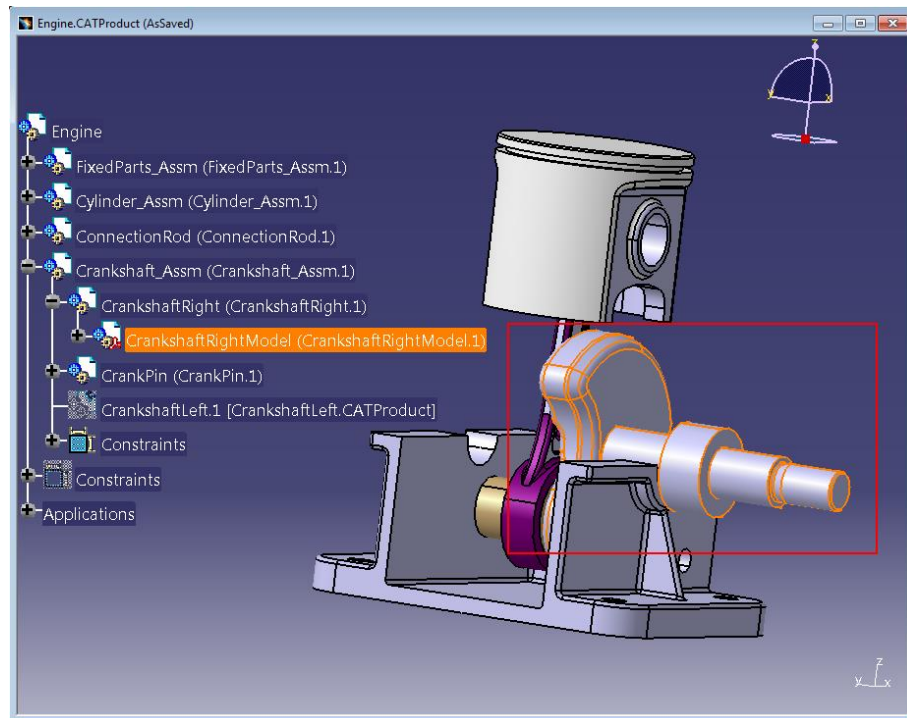 Engine.CATProduct (AsSaved)
Engine
FixedParts_Assm (FixedParts_Assm.1)
Cylinder_Assm (Cylinder_Assm.1)
ConnectionRod (ConnectionRod.1)
Crankshaft_Assm (Crankshaft_Assm.1)
CrankshaftRight (CrankshaftRight.1)
CrankshaftRightModel (CrankshaftRightModel.1)
CrankPin (CrankPin.1)
CrankshaftLeft.1 [CrankshaftLeft.CATProduct]
Constraints
Constraints
Applications
z
y x
z
y x